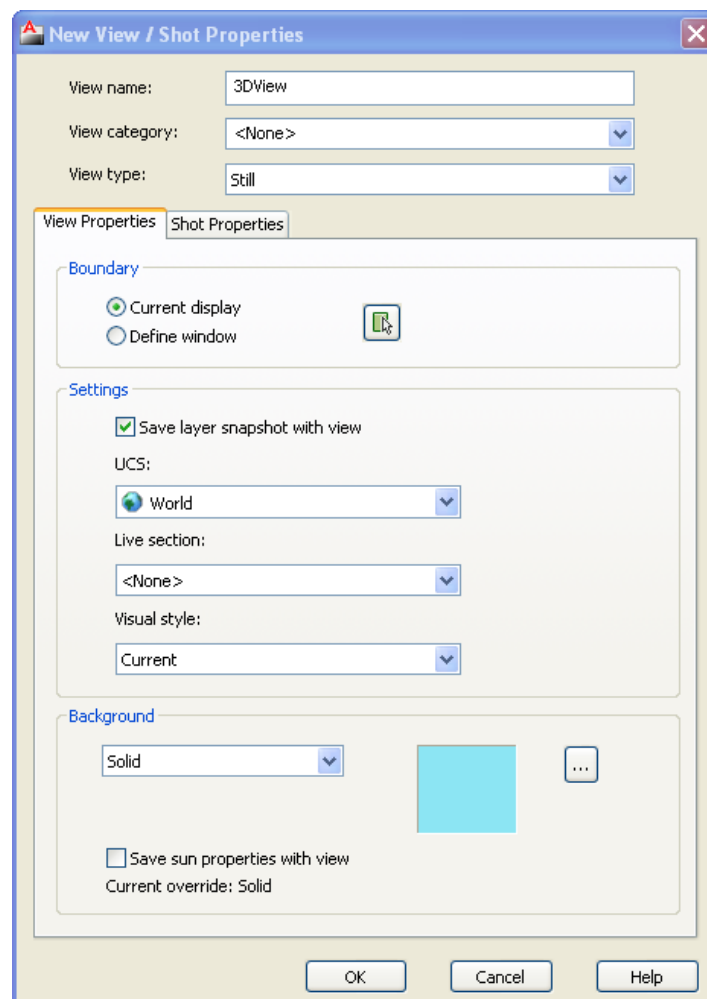 New View / Shot Properties
View name:
3DView
View category:
<None>
View type:
Still
View Properties
Shot Properties
Boundary
Current display
Define window
Settings
Save layer snapshot with view
UCS:
World
Live section:
<None>
Visual style:
Current
Background
Solid
...
Save sun properties with view
Current override: Solid
OK
Cancel
Help